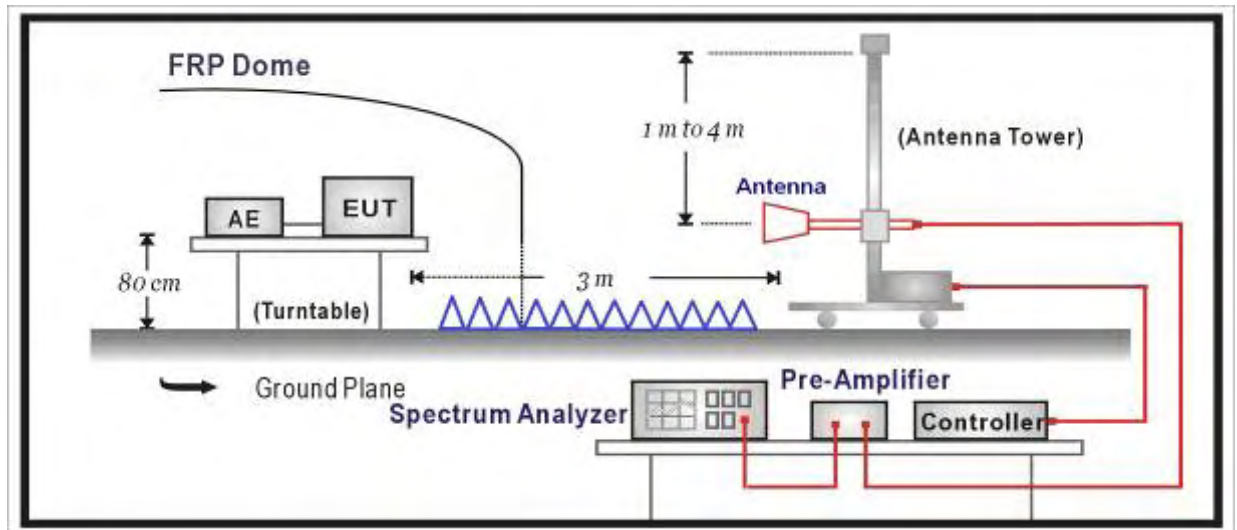 FRP Dome
1 m to 4 m
(Antenna Tower)
Antenna
AE
EUT
80 cm
3 m
(Turntable)
Ground Plane
Pre-Amplifier
Spectrum Analyzer
Controller